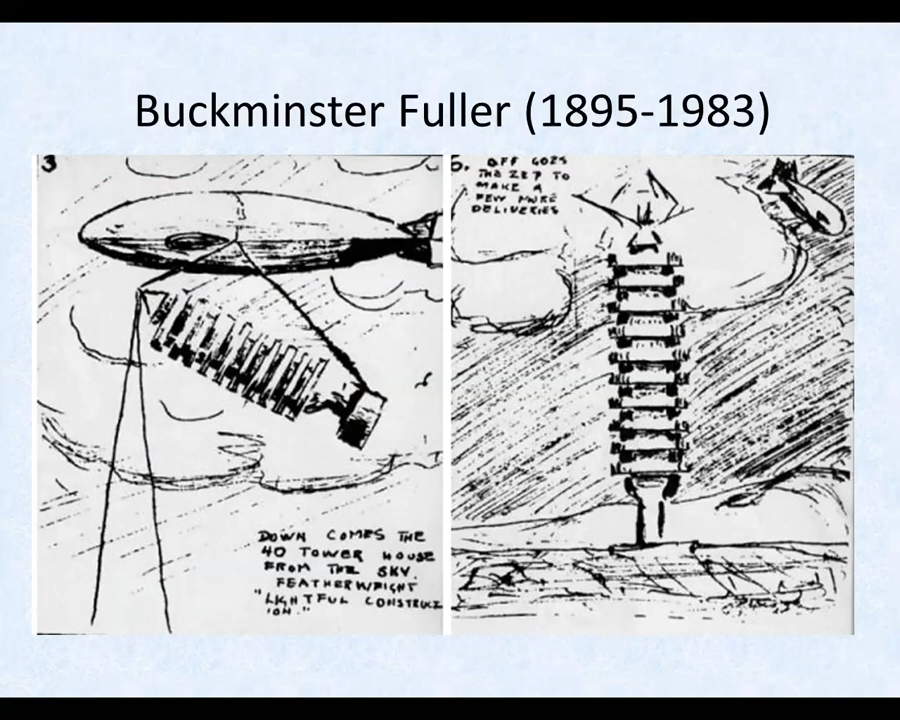 Buckminster Fuller (1895-1983)
3
DOWN COMES THE
40 TOWER HOUSE
FROM THE SKY
FEATHERWEIGHT
"LIGHTFUL CONSTRUCT
ION."
5. OFF GOES
THE ZEP TO
MAKE A
FEW MORE
DELIVERIES